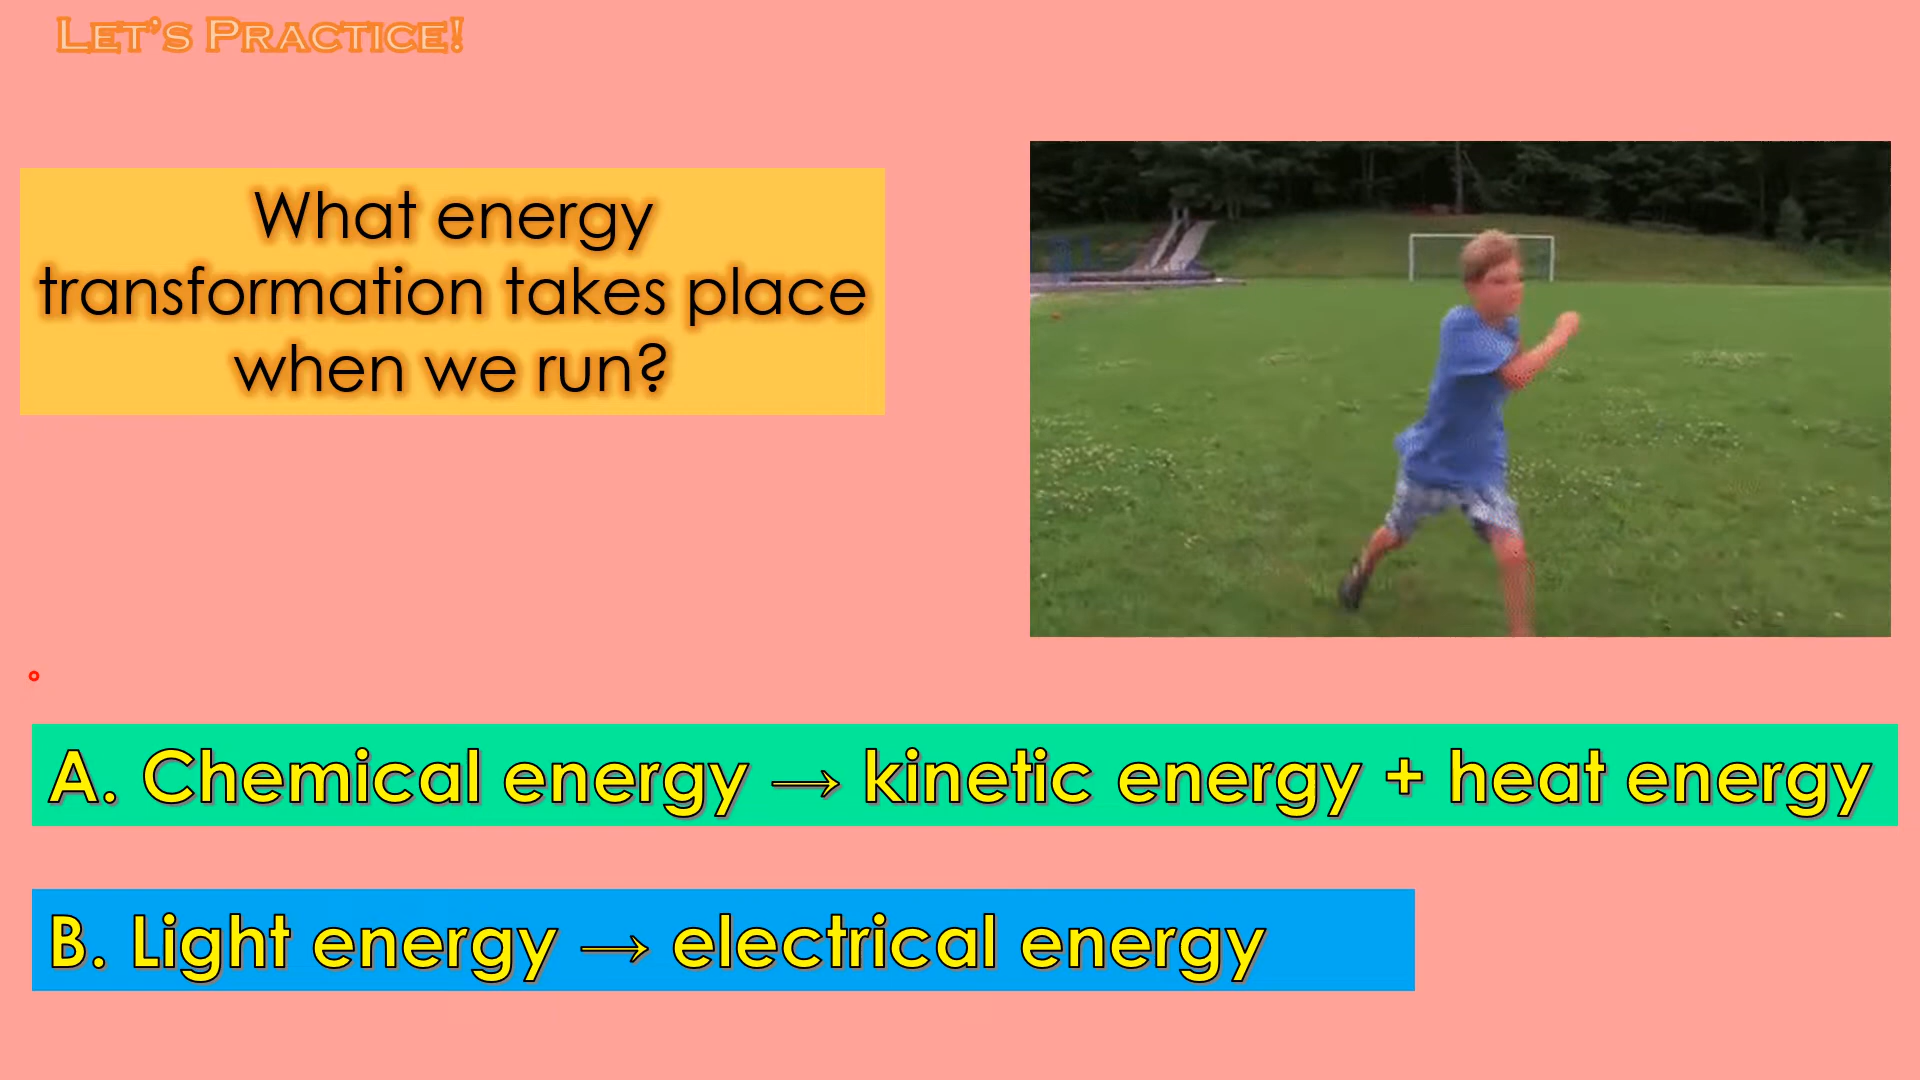 Let's Practice!
What energy
transformation takes place
when we run?
A. Chemical energy → kinetic energy + heat energy
B. Light energy → electrical energy